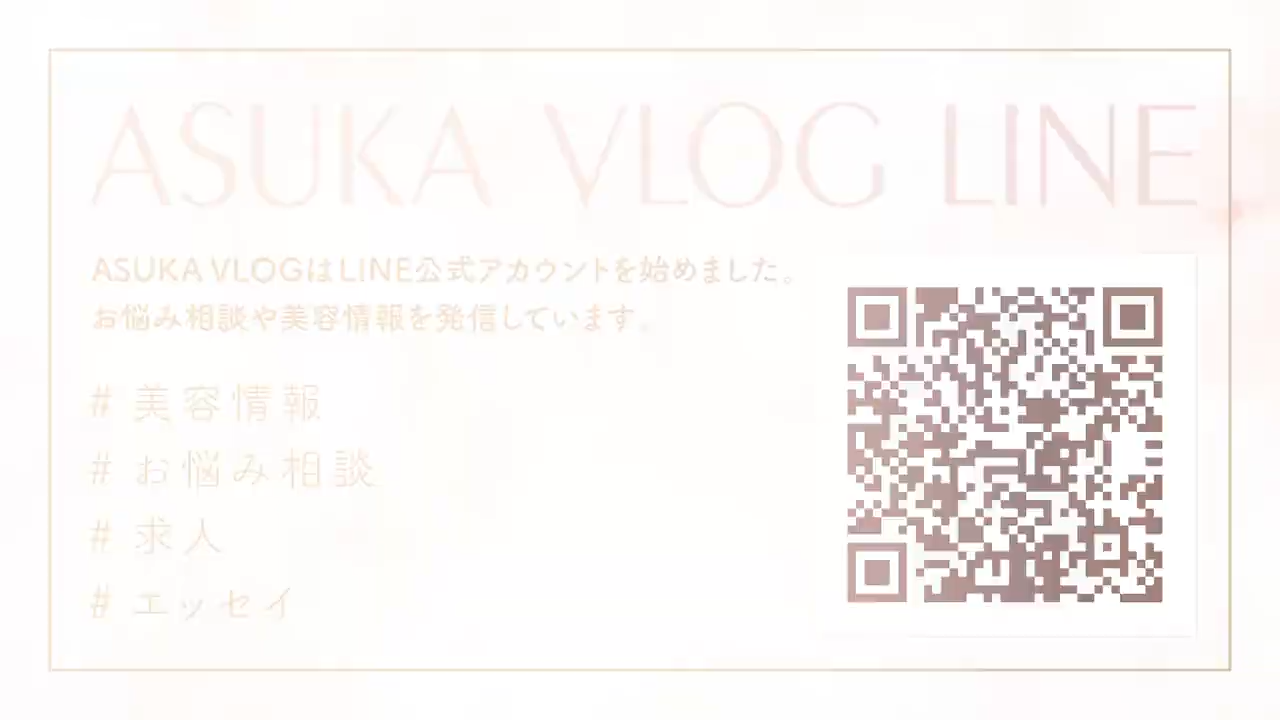 ASUKA VLOG LINE
ASUKA VLOGはLINE公式アカウントを始めました。
お悩み相談や美容情報を発信しています。
# 美容情報
# お悩み相談
# 求人
# エッセイ